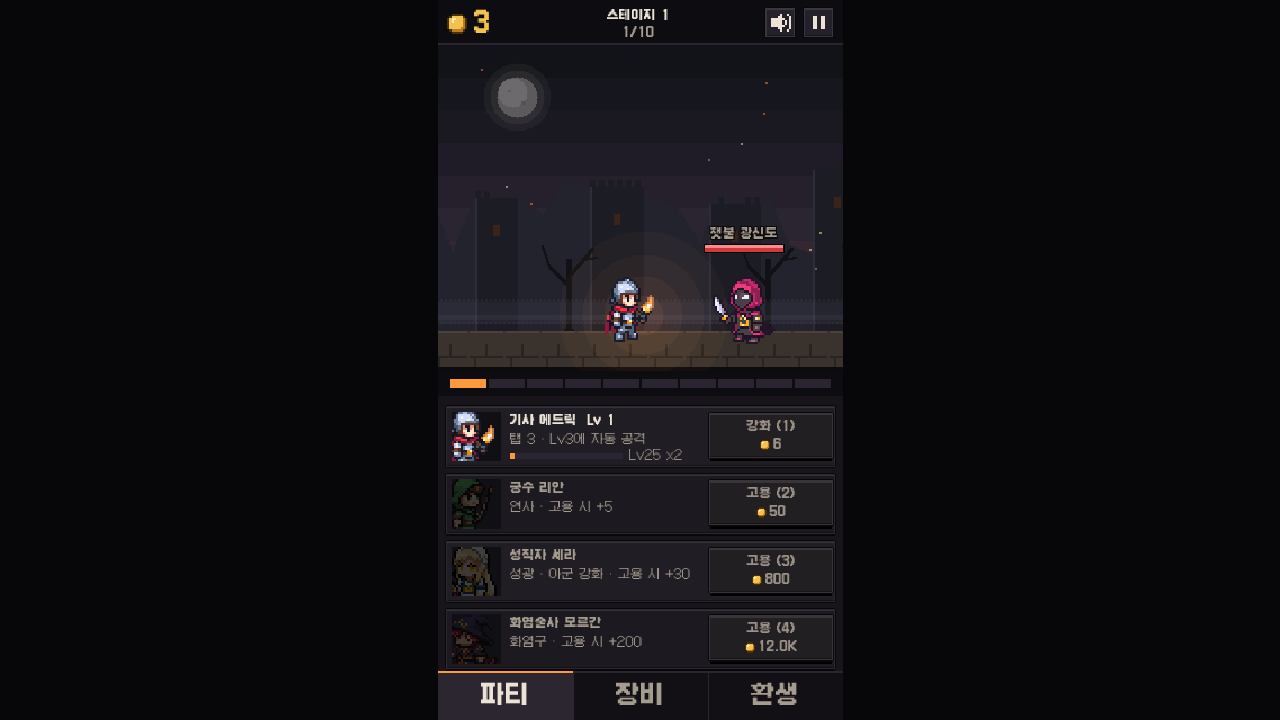 3
스테이지 1
1/10
잿불 광신도
기사 에드릭 Lv 1
탭 3 · Lv3에 자동 공격
Lv25 x2
강화 (1)
6
궁수 리안
연사 · 고용 시 +5
고용 (2)
50
성직자 세라
성광 · 아군 강화 · 고용 시 +30
고용 (3)
800
화염술사 모르간
화염구 · 고용 시 +200
고용 (4)
12.0K
파티
장비
환생